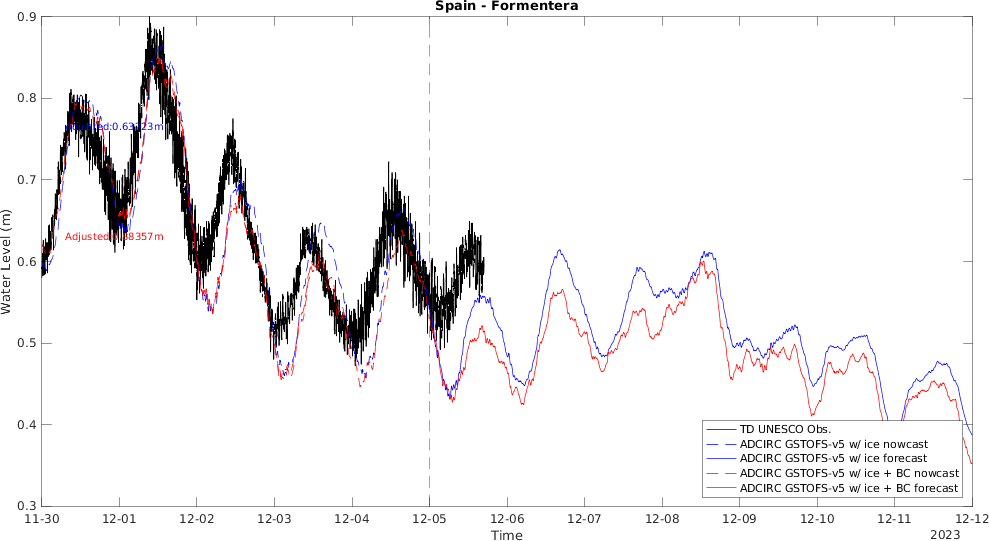 Spain - Formentera
0.9
0.8
0.7
0.6
0.5
0.4
0.3
Water Level (m)
Adjusted
TD UNESCO Obs.
ADCIRC GSTOFS-v5 w/ ice nowcast
ADCIRC GSTOFS-v5 w/ ice forecast
ADCIRC GSTOFS-v5 w/ ice + BC nowcast
ADCIRC GSTOFS-v5 w/ ice + BC forecast
11-30 12-01 12-02 12-03 12-04 12-05 12-06 12-07 12-08 12-09 12-10 12-11 12-12
Time
2023